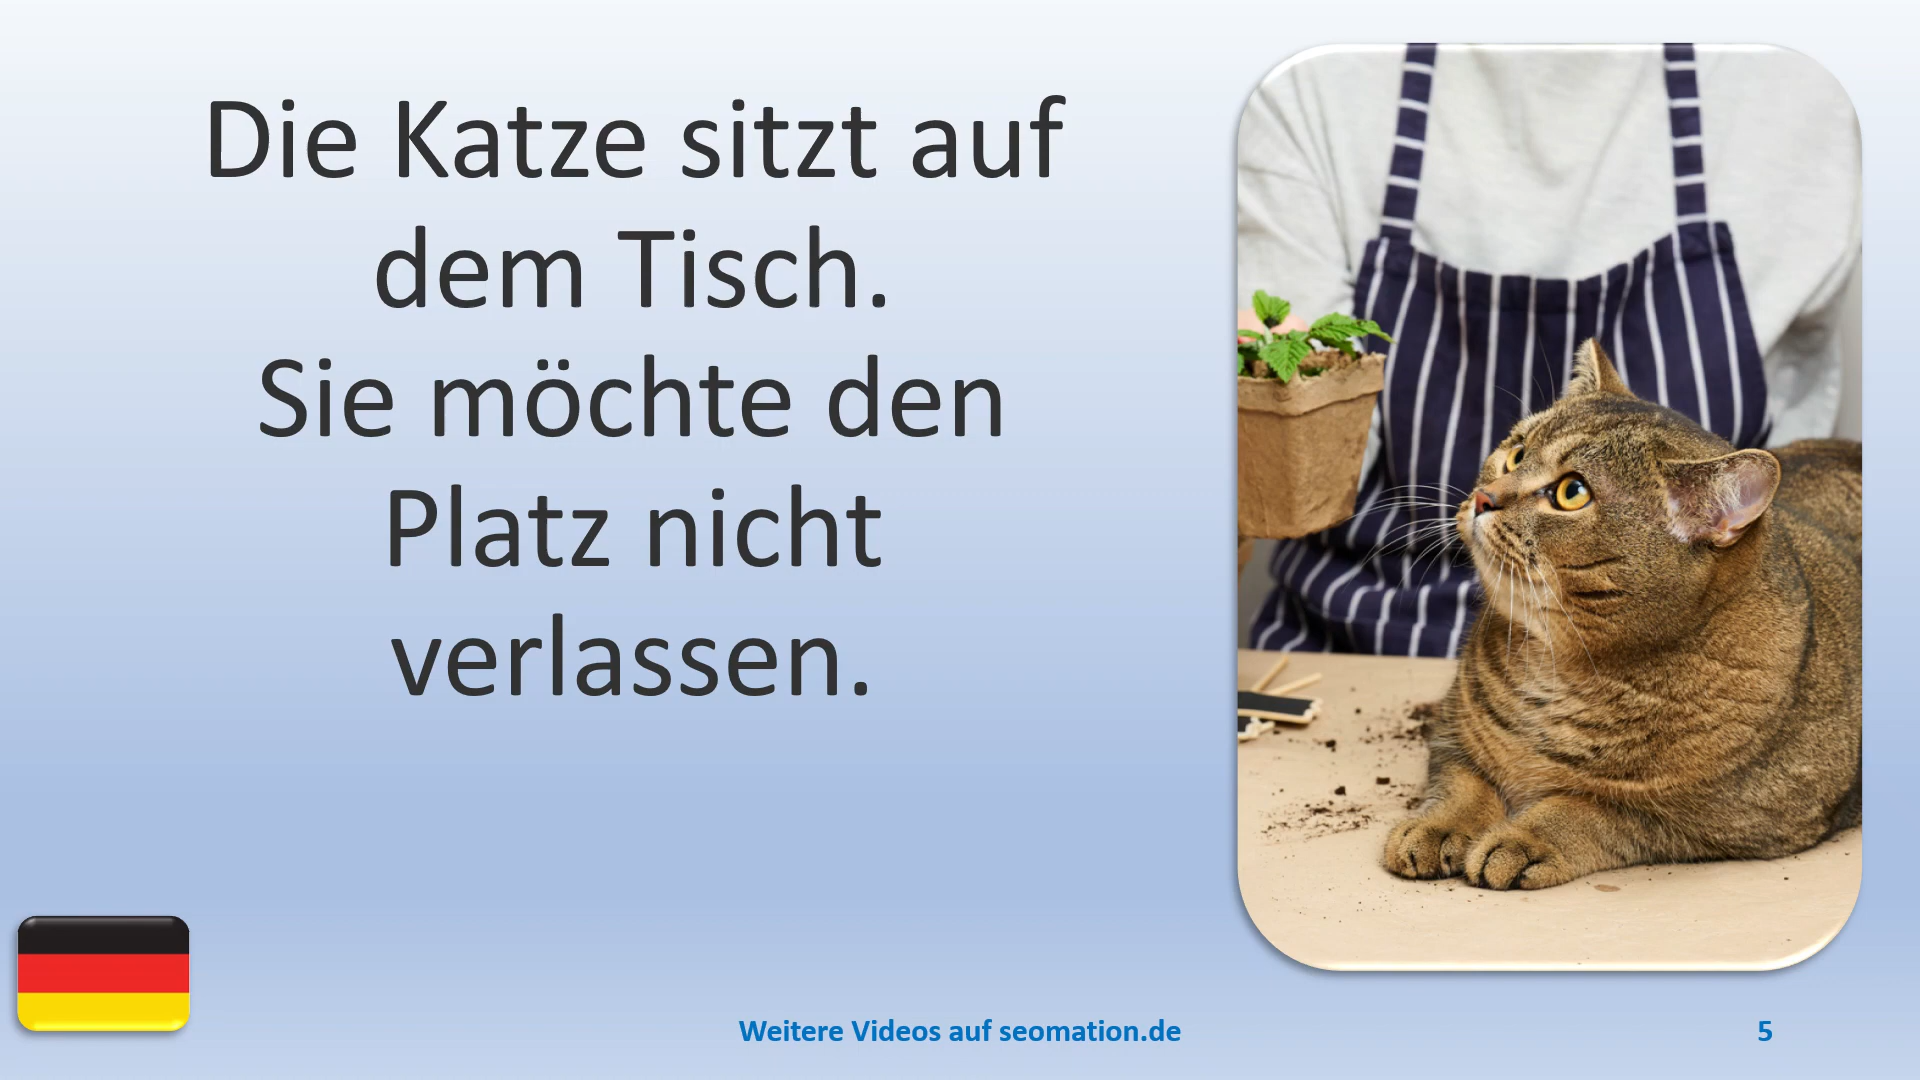 Die Katze sitzt auf
dem Tisch.
Sie möchte den
Platz nicht
verlassen.
Weitere Videos auf seomation.de
5